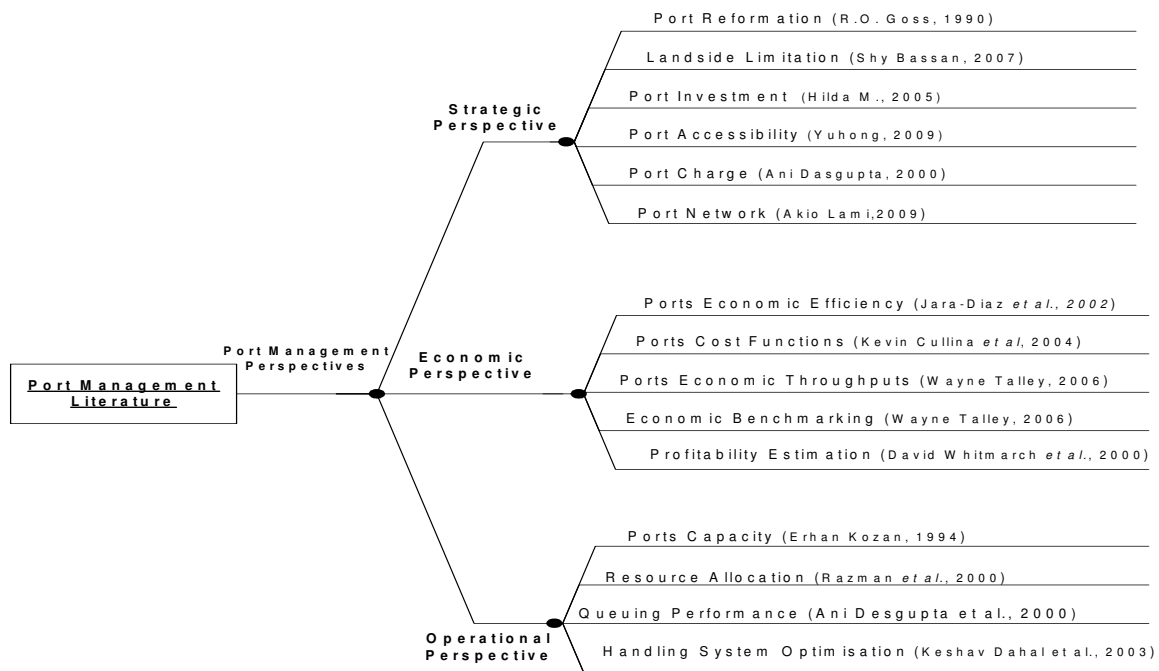 Port Reformation (R.O. Goss, 1990)
Landside Limitation (Shy Bassan, 2007)
Port Investment (Hilda M., 2005)
Strategic
Perspective
Port Accessibility (Yuhong, 2009)
Port Charge (Ani Dasgupta, 2000)
Port Network (Akio Lami,2009)
Ports Economic Efficiency (Jara-Diaz et al., 2002)
Ports Cost Functions (Kevin Cullina et al, 2004)
Port Management
Perspectives
Economic
Perspective
Ports Economic Throughputs (Wayne Talley, 2006)
Port Management
Literature
Economic Benchmarking (Wayne Talley, 2006)
Profitability Estimation (David Whitmarch et al., 2000)
Ports Capacity (Erhan Kozan, 1994)
Resource Allocation (Razman et al., 2000)
Queuing Performance (Ani Desgupta et al., 2000)
Operational
Perspective
Handling System Optimisation (Keshav Dahal et al., 2003)